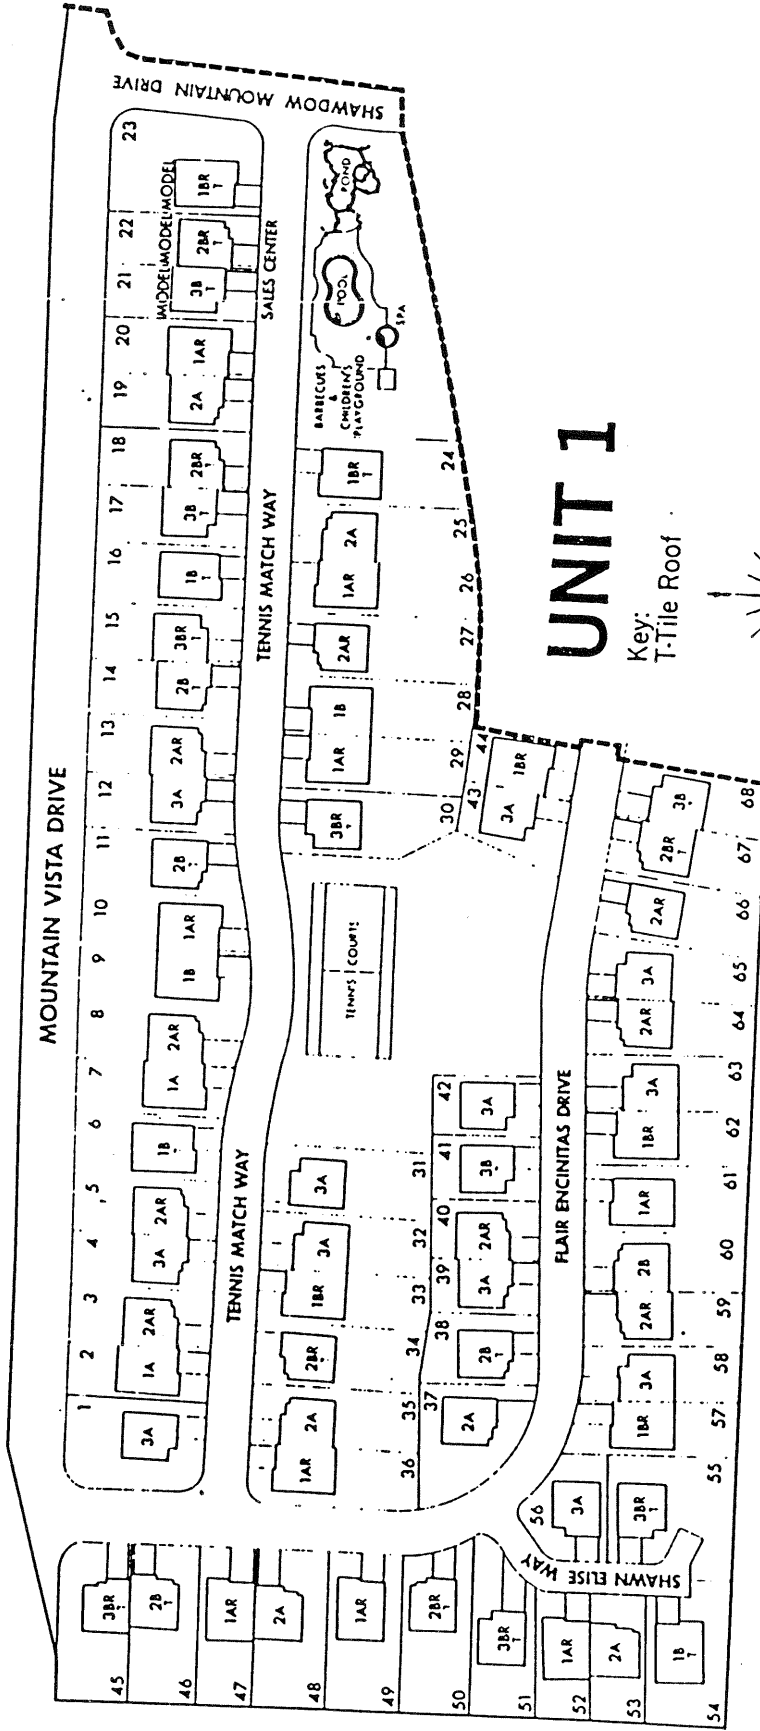 MOUNTAIN VISTA DRIVE
1 2 3 4 5 6 7 8 9 10 11 12 13 14 15 16 17 18 19 20 21 22 23
MODEL MODEL MODEL
3A 1A 2AR 3A 2AR 1B T 1A 2AR 1B 1AR 2B T 3A 2AR 2B T 3BR T 1B T 3B T 2BR T 2A 1AR 3B T 2BR T 1BR T
SALES CENTER
TENNIS MATCH WAY
TENNIS MATCH WAY
SHAWDOW MOUNTAIN DRIVE
1AR 2A 2BR T 1BR 3A 3A
TENNIS COURTS
3BR T 1AR 1B 2AR 1AR 2A 1BR T
BARBECUES
&
CHILDREN'S
PLAYGROUND
POOL
SPA
POND
36 35 34 33 32 31 30 29 28 27 26 25 24
37 38 39 40 41 42 43 44
2A 2B T 3A 2AR 3B T 3A 3A 1BR
FLAIR ENCINITAS DRIVE
1BR 3A 2AR 2B 1AR 1BR 3A 2AR 3A 2AR 2BR T 3B
57 58 59 60 61 62 63 64 65 66 67 68
45 3BR T
46 2B T
47 1AR
48 2A
49 1AR
50 2BR T
51 3BR T
52 1AR
53 2A
54 1B T
56 3A
55 3BR T
SHAWN ELISE WAY
UNIT 1
Key:
T-Tile Roof